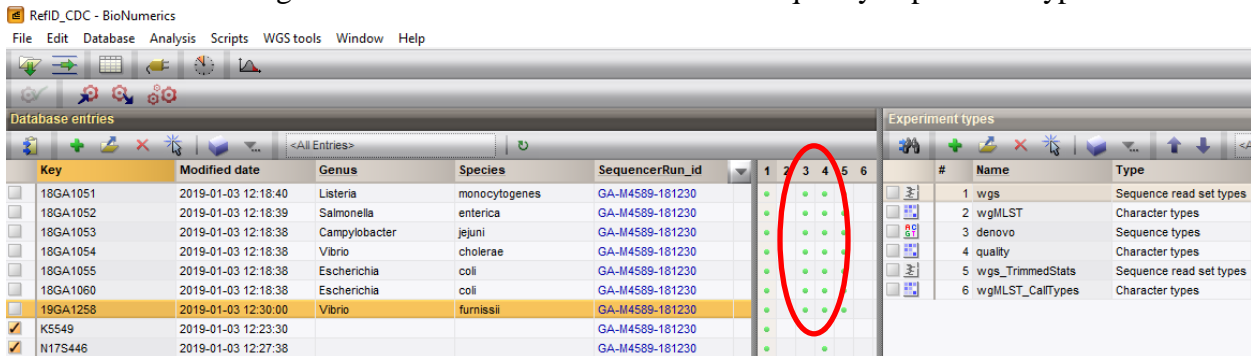 RefID_CDC - BioNumerics
File Edit Database Analysis Scripts WGS tools Window Help
Database entries
Experiment types
<All Entries>
Key Modified date Genus Species SequencerRun_id 1 2 3 4 5 6
# Name Type
18GA1051 2019-01-03 12:18:40 Listeria monocytogenes GA-M4589-181230
1 wgs Sequence read set types
18GA1052 2019-01-03 12:18:39 Salmonella enterica GA-M4589-181230
2 wgMLST Character types
18GA1053 2019-01-03 12:18:38 Campylobacter jejuni GA-M4589-181230
3 denovo Sequence types
18GA1054 2019-01-03 12:18:38 Vibrio cholerae GA-M4589-181230
4 quality Character types
18GA1055 2019-01-03 12:18:38 Escherichia coli GA-M4589-181230
5 wgs_TrimmedStats Sequence read set types
18GA1060 2019-01-03 12:18:38 Escherichia coli GA-M4589-181230
6 wgMLST_CallTypes Character types
19GA1258 2019-01-03 12:30:00 Vibrio furnissii GA-M4589-181230
K5549 2019-01-03 12:23:30 GA-M4589-181230
N17S446 2019-01-03 12:27:38 GA-M4589-181230